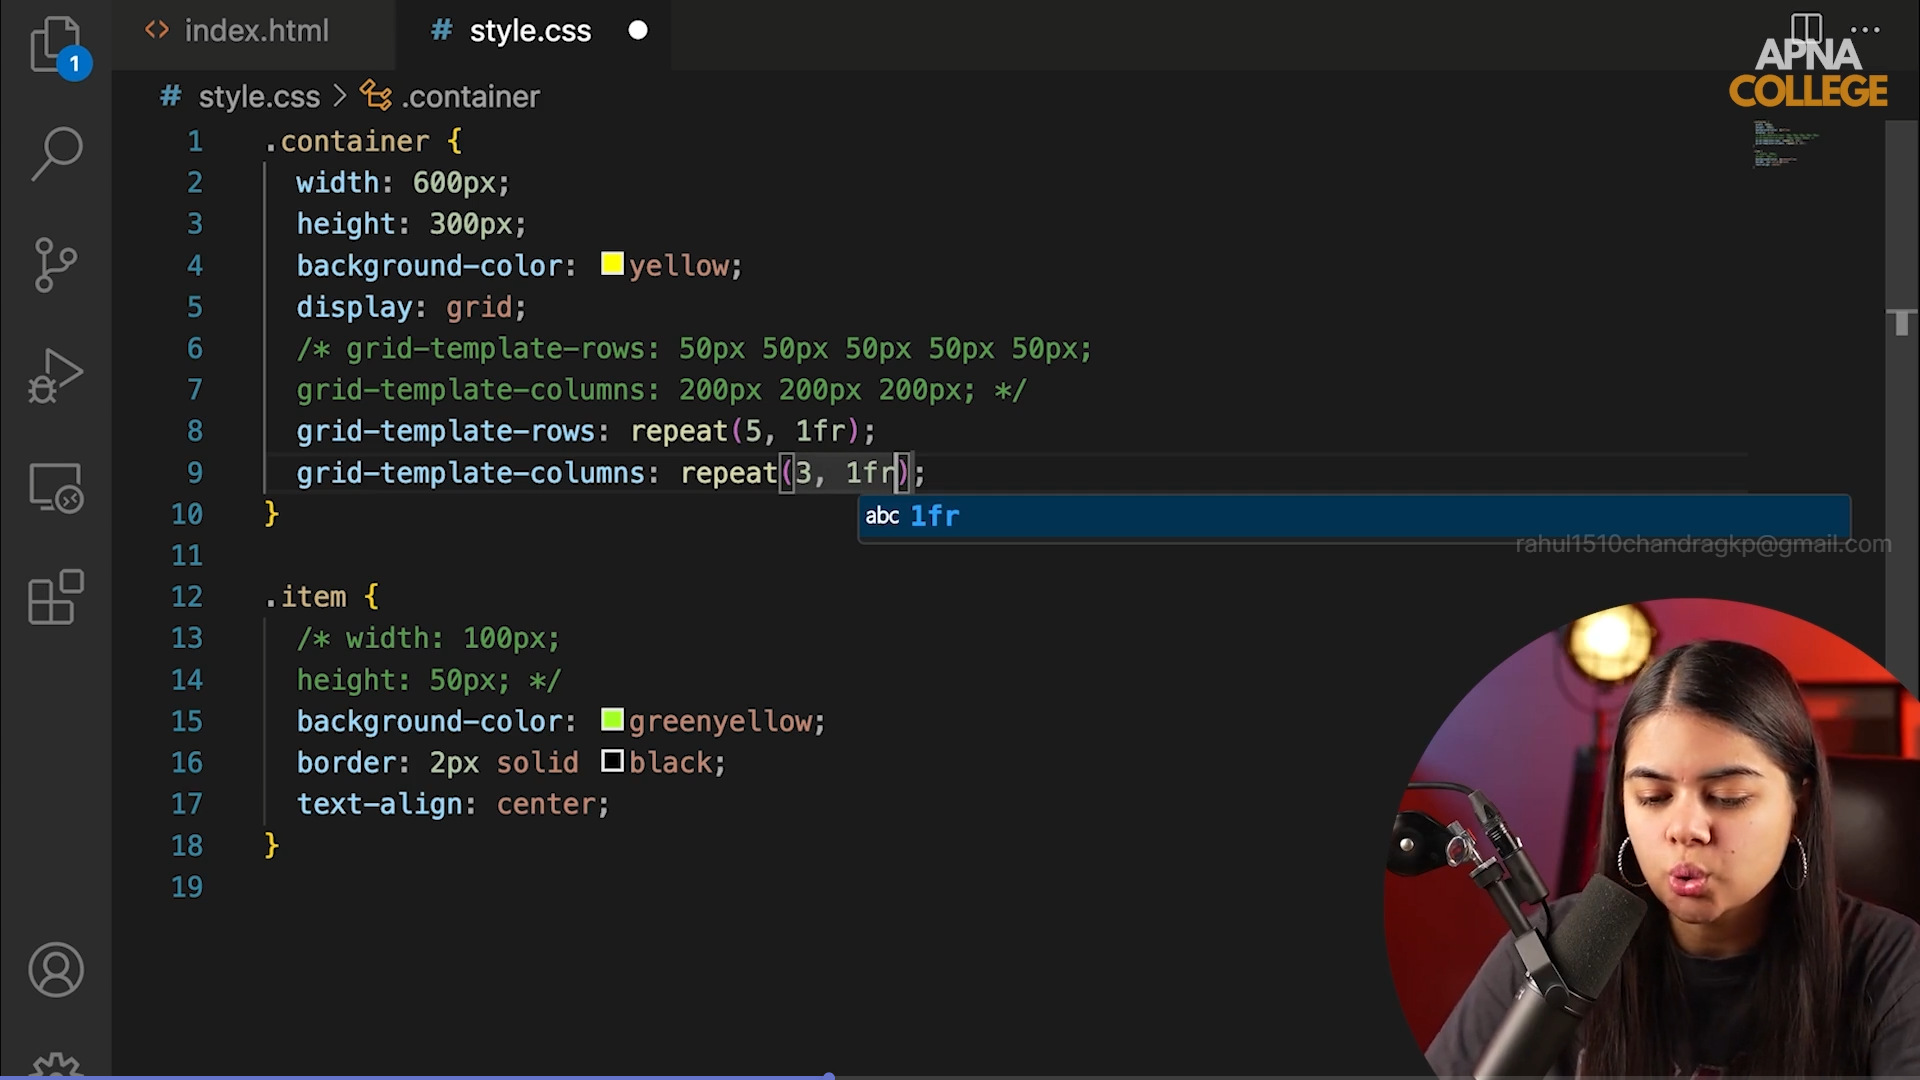 index.html
# style.css
1
APNA
COLLEGE
# style.css > .container
1 .container {
2 width: 600px;
3 height: 300px;
4 background-color: yellow;
5 display: grid;
6 /* grid-template-rows: 50px 50px 50px 50px 50px;
7 grid-template-columns: 200px 200px 200px; */
8 grid-template-rows: repeat(5, 1fr);
9 grid-template-columns: repeat(3, 1fr);
10 }
abc 1fr
rahul1510chandragkp@gmail.com
11
12 .item {
13 /* width: 100px;
14 height: 50px; */
15 background-color: greenyellow;
16 border: 2px solid black;
17 text-align: center;
18 }
19